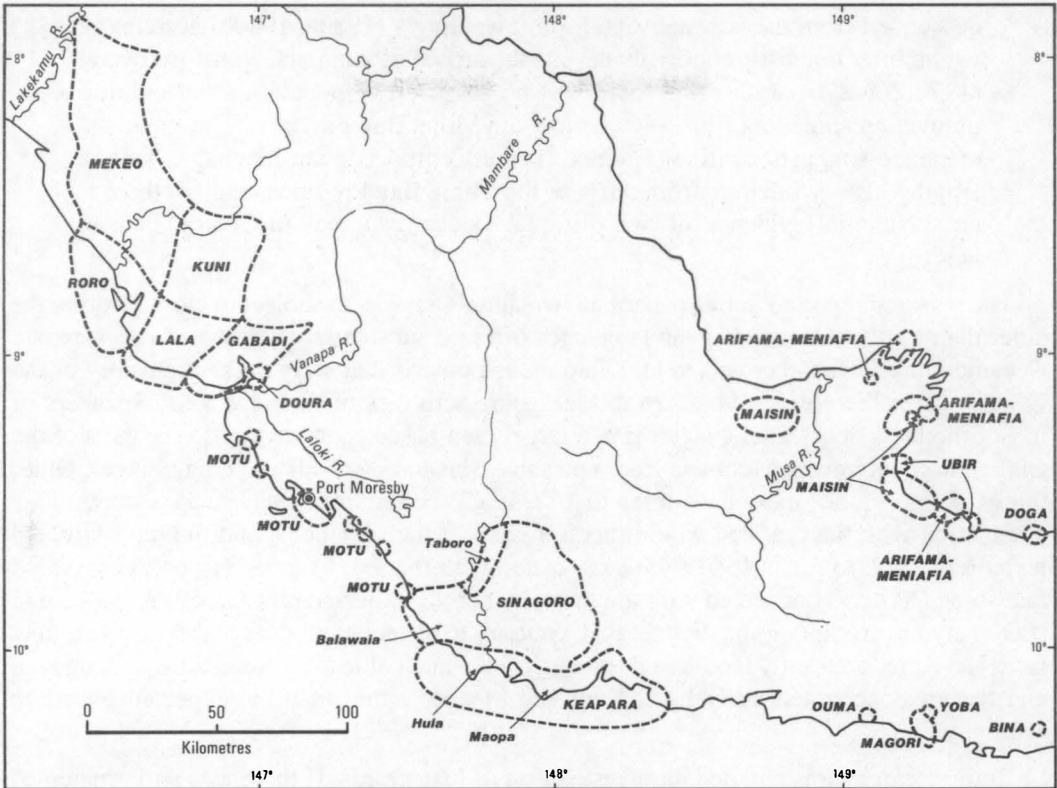 147°
148°
149°
8°
8°
Lakekamu
MEKEO
Mambare R.
KUNI
RORO
LALA
GABADI
Vanapa R.
9°
9°
ARIFAMA-MENIAFIA
DOURA
MAISIN
ARIFAMA-
MENIAFIA
Laloki R.
MOTU
Musa R.
UBIR
Port Moresby
MAISIN
DOGA
MOTU
MOTU
Taboro
ARIFAMA-
MENIAFIA
MOTU
SINAGORO
Balawaia
10°
10°
KEAPARA
0 50 100
Kilometres
Hula
Maopa
OUMA
YOBA
MAGORI
BINA
147°
148°
149°